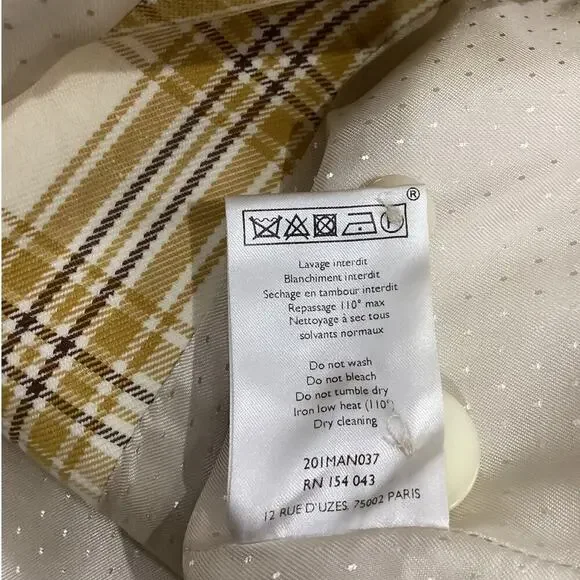 ®
Lavage interdit
Blanchiment interdit
Sechage en tambour interdit
Repassage 110° max
Nettoyage à sec tous
solvants normaux
Do not wash
Do not bleach
Do not tumble dry
Iron low heat (110°
Dry cleaning
201MAN037
RN 154 043
12 RUE D'UZES, 75002 PARIS